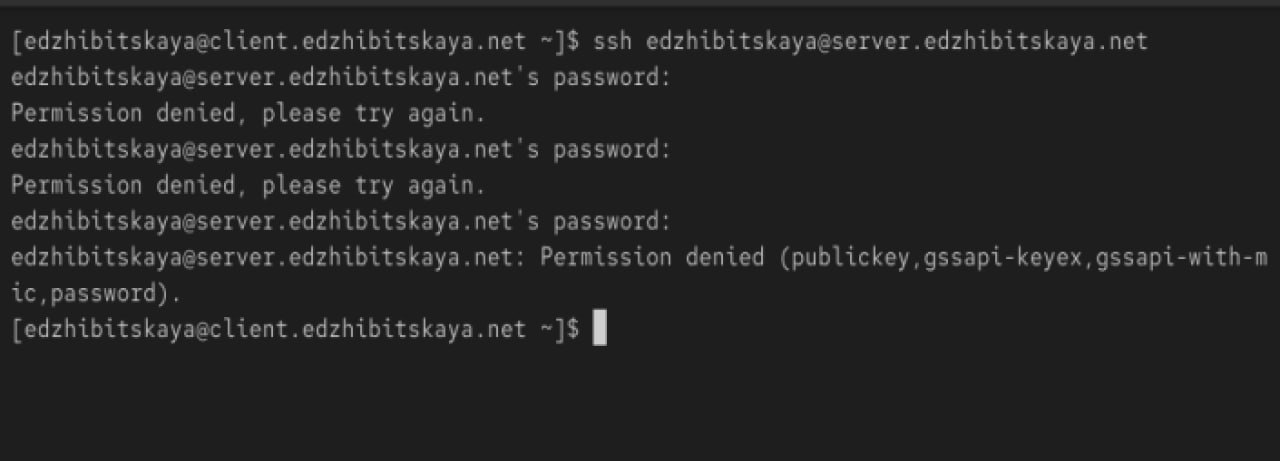 [edzhibitskaya@client.edzhibitskaya.net ~]$ ssh edzhibitskaya@server.edzhibitskaya.net
edzhibitskaya@server.edzhibitskaya.net's password:
Permission denied, please try again.
edzhibitskaya@server.edzhibitskaya.net's password:
Permission denied, please try again.
edzhibitskaya@server.edzhibitskaya.net's password:
edzhibitskaya@server.edzhibitskaya.net: Permission denied (publickey,gssapi-keyex,gssapi-with-m
ic,password).
[edzhibitskaya@client.edzhibitskaya.net ~]$